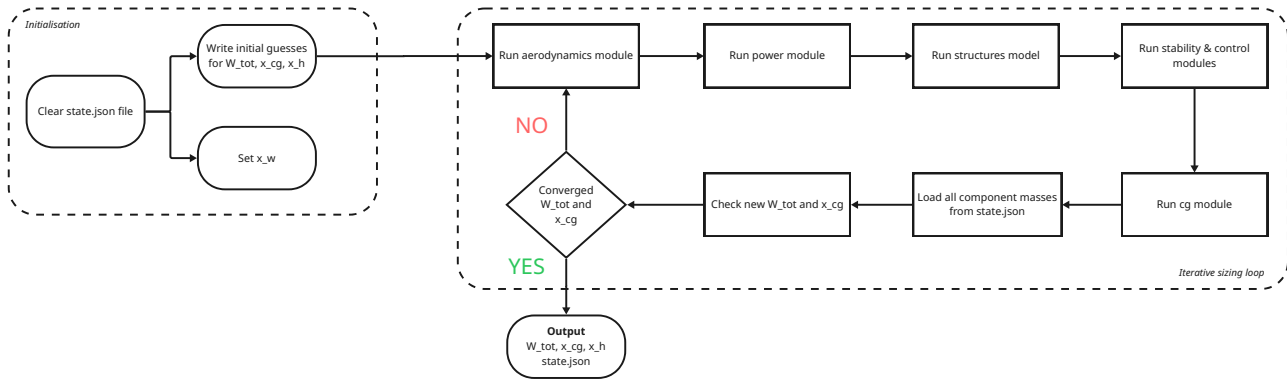 Initialisation
Clear state.json file
Write initial guesses
for W_tot, x_cg, x_h
Set x_w
Run aerodynamics module
Run power module
Run structures model
Run stability & control
modules
Run cg module
Load all component masses
from state.json
Check new W_tot and x_cg
Converged
W_tot and
x_cg
NO
YES
Iterative sizing loop
Output
W_tot, x_cg, x_h
state.json